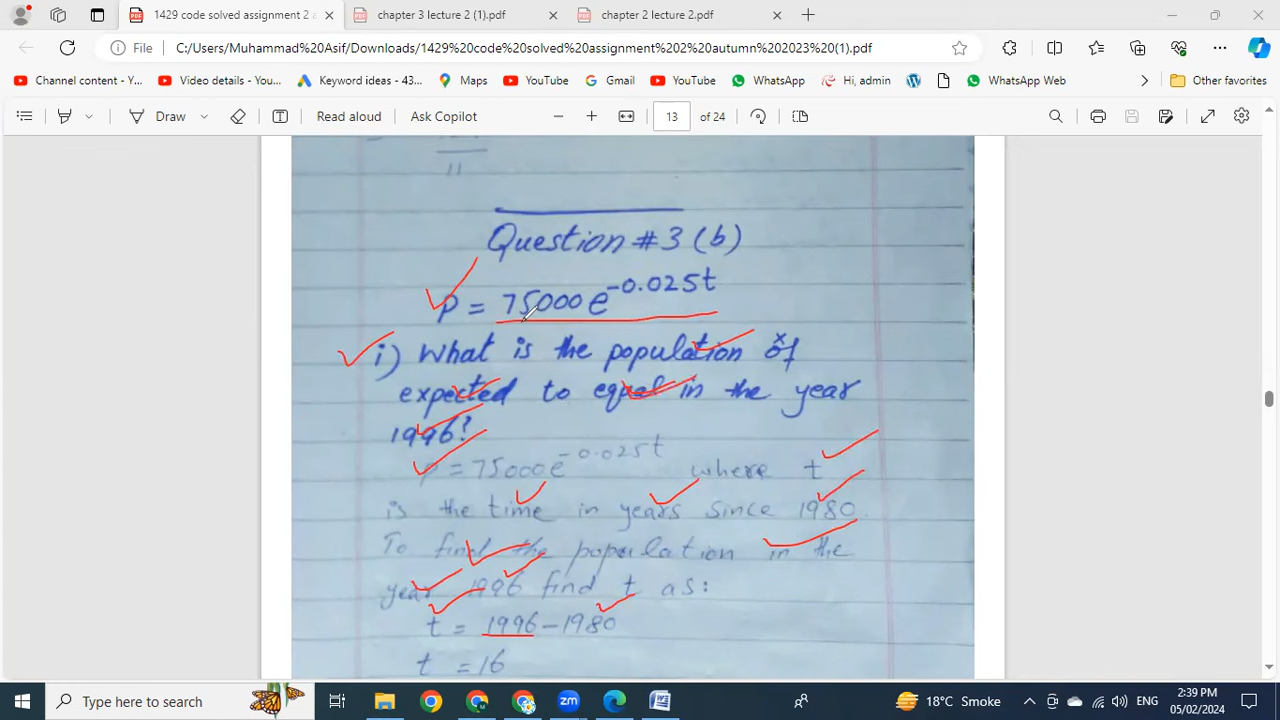 1429 code solved assignment 2 a
chapter 3 lecture 2 (1).pdf
chapter 2 lecture 2.pdf
File
C:/Users/Muhammad%20Asif/Downloads/1429%20code%20solved%20assignment%202%20autumn%202023%20(1).pdf
Channel content - Y...
Video details - You...
Keyword ideas - 43...
Maps
YouTube
Gmail
YouTube
WhatsApp
Hi, admin
WhatsApp Web
Other favorites
Draw
Read aloud
Ask Copilot
13
of 24
11
Question #3 (b)
P = 75000 e^-0.025t
i) What is the population of
expected to equal in the year
1996?
P = 75000 e^-0.025t where t
is the time in years since 1980.
To find the population in the
year 1996 find t as:
t = 1996-1980
t = 16
Type here to search
18°C Smoke
ENG
2:39 PM
05/02/2024